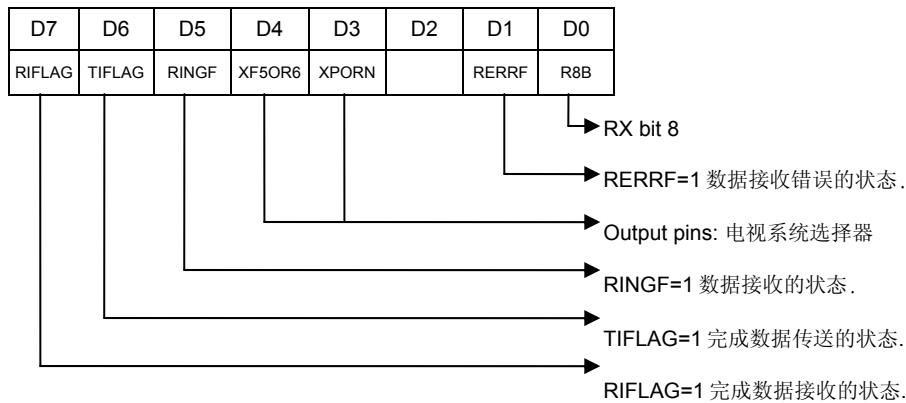 D7 D6 D5 D4 D3 D2 D1 D0
RIFLAG TIFLAG RINGF XF5OR6 XPORN RERRF R8B
RX bit 8
RERRF=1 数据接收错误的状态.
Output pins: 电视系统选择器
RINGF=1 数据接收的状态.
TIFLAG=1 完成数据传送的状态.
RIFLAG=1 完成数据接收的状态.